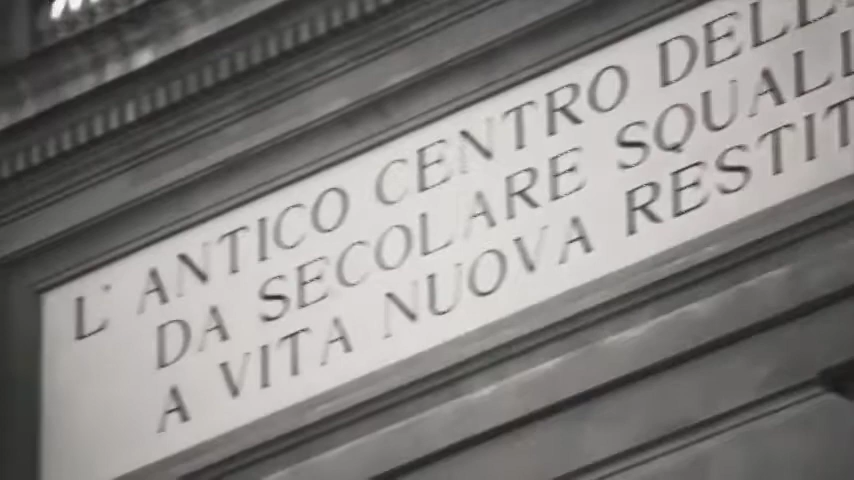 L'ANTICO CENTRO DELL
DA SECOLARE SQUALL
A VITA NUOVA RESTIT